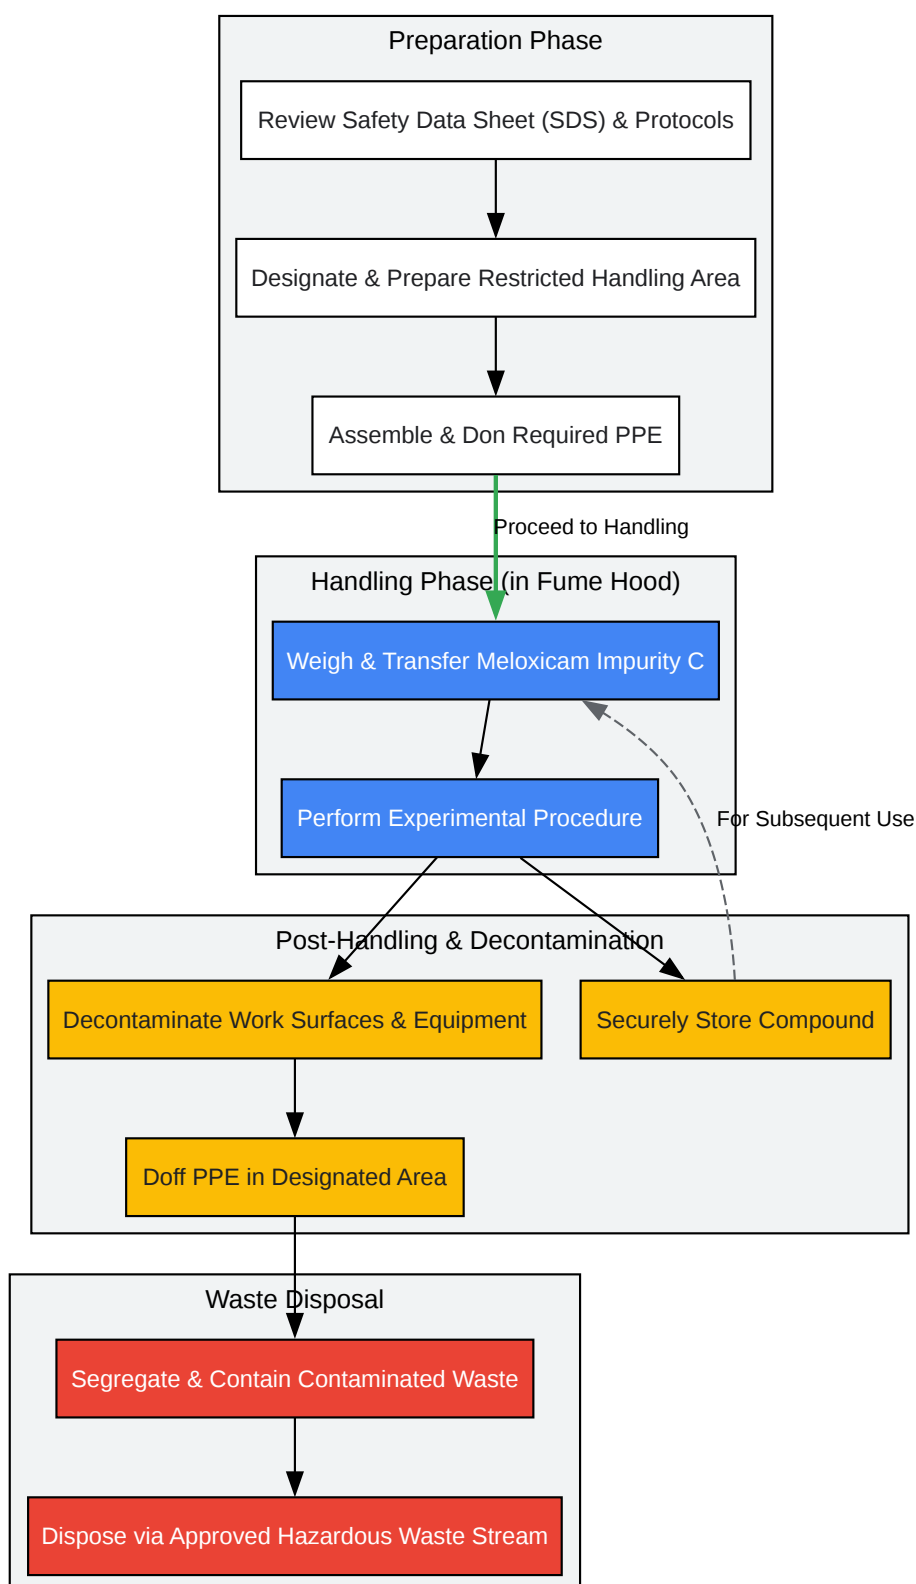 Preparation Phase
Review Safety Data Sheet (SDS) & Protocols
Designate & Prepare Restricted Handling Area
Assemble & Don Required PPE
Proceed to Handling
Handling Phase (in Fume Hood)
Weigh & Transfer Meloxicam Impurity C
Perform Experimental Procedure
For Subsequent Use
Post-Handling & Decontamination
Decontaminate Work Surfaces & Equipment
Securely Store Compound
Doff PPE in Designated Area
Waste Disposal
Segregate & Contain Contaminated Waste
Dispose via Approved Hazardous Waste Stream